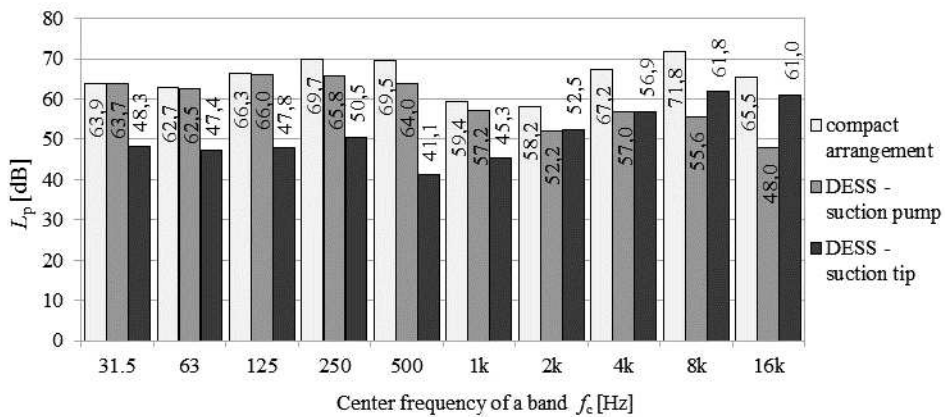 80
70
60
50
40
30
20
10
0
L_p [dB]
63,9 63,7 48,3
62,7 62,5 47,4
66,3 66,0 47,8
69,7 65,8 50,5
69,5 64,0 41,1
59,4 57,2 45,3
58,2 52,2 52,5
67,2 57,0 56,9
71,8 55,6 61,8
65,5 48,0 61,0
31.5 63 125 250 500 1k 2k 4k 8k 16k
Center frequency of a band f_c [Hz]
compact
arrangement
DESS -
suction pump
DESS -
suction tip